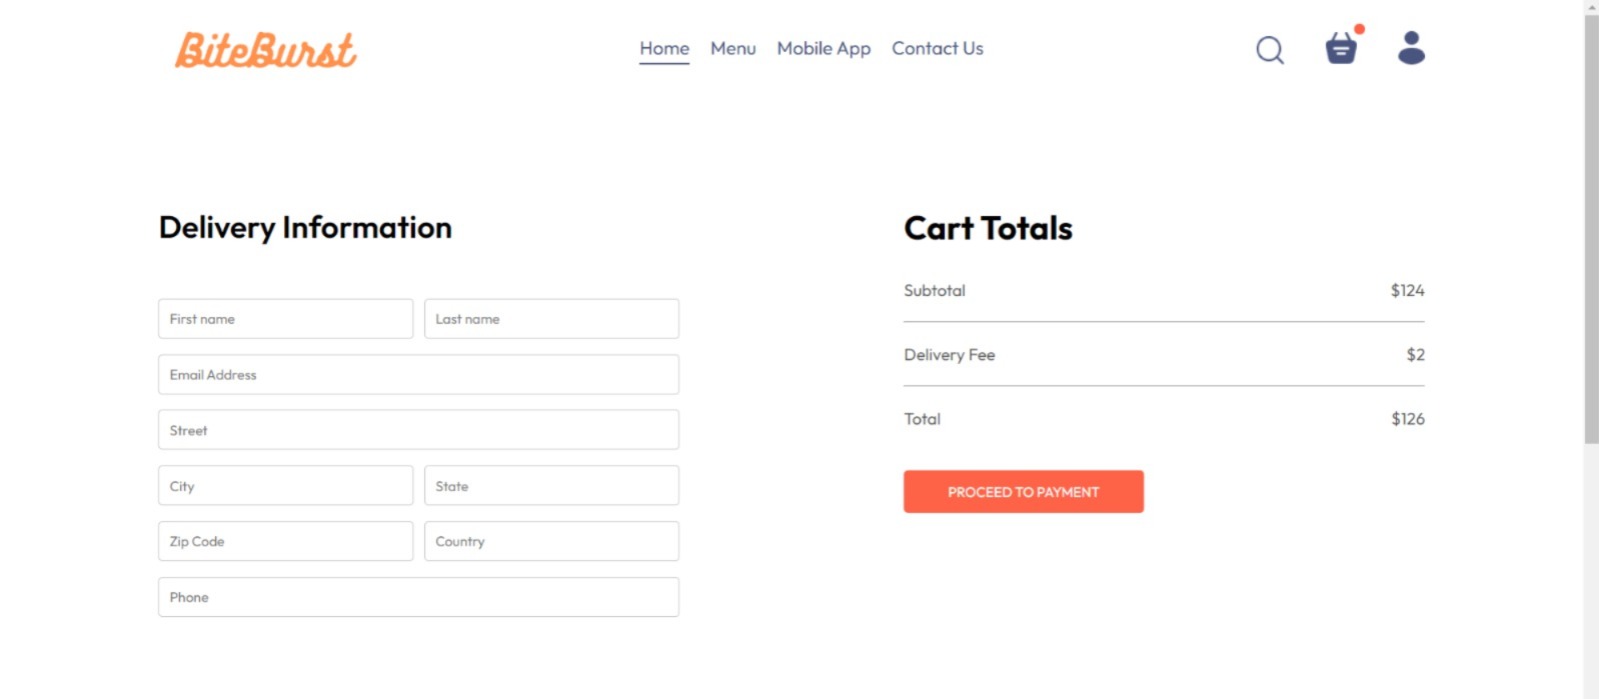 BiteBurst
Home Menu Mobile App Contact Us
Delivery Information
First name Last name
Email Address
Street
City State
Zip Code Country
Phone
Cart Totals
Subtotal $124
Delivery Fee $2
Total $126
PROCEED TO PAYMENT